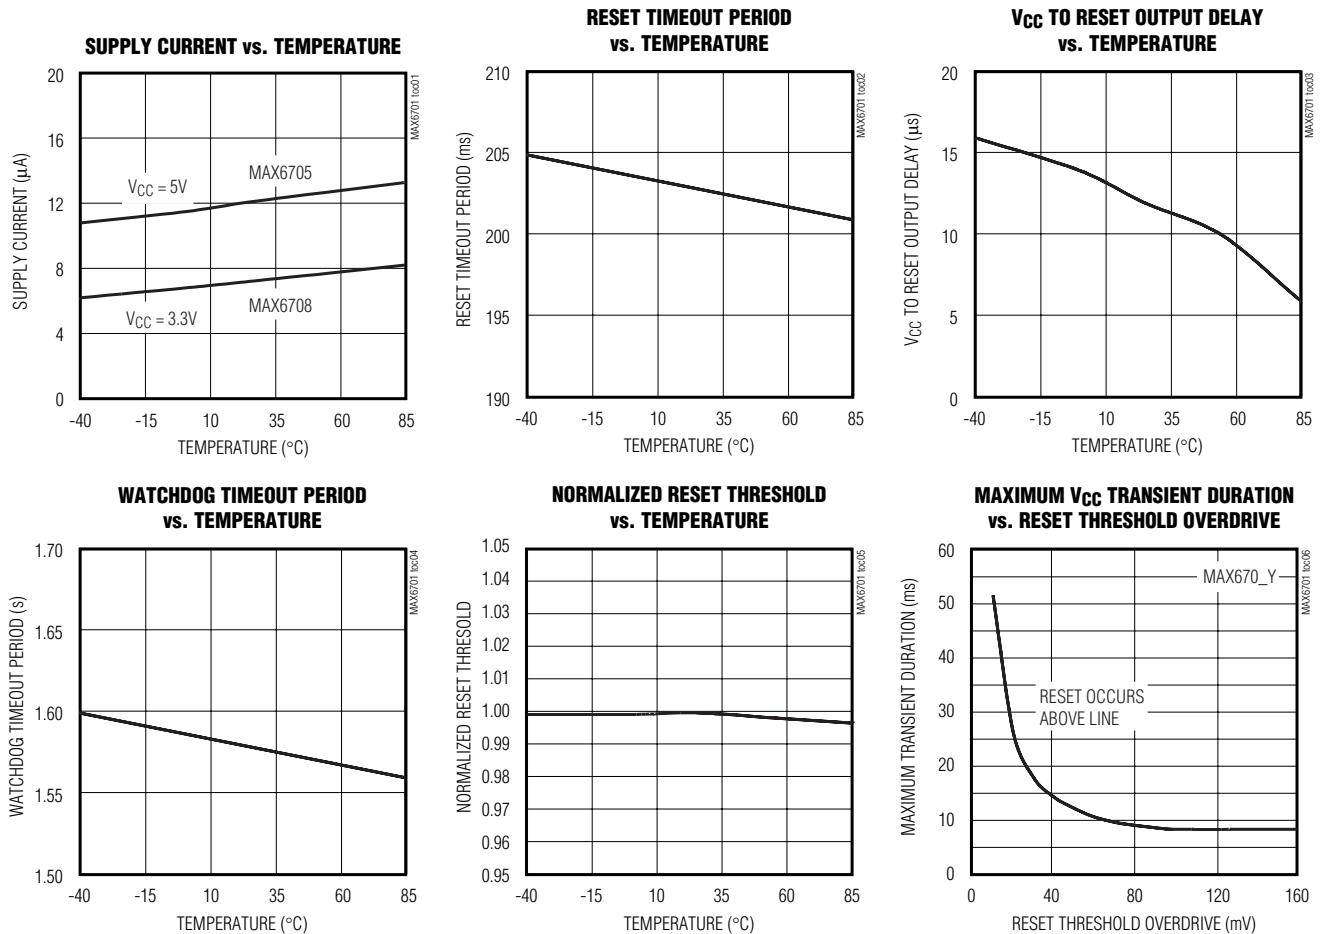 SUPPLY CURRENT vs. TEMPERATURE
MAX6701 toc01
SUPPLY CURRENT (µA)
20
16
12
8
4
0
VCC = 5V
MAX6705
MAX6708
VCC = 3.3V
-40 -15 10 35 60 85
TEMPERATURE (°C)
RESET TIMEOUT PERIOD
vs. TEMPERATURE
MAX6701 toc02
RESET TIMEOUT PERIOD (ms)
210
205
200
195
190
-40 -15 10 35 60 85
TEMPERATURE (°C)
VCC TO RESET OUTPUT DELAY
vs. TEMPERATURE
MAX6701 toc03
VCC TO RESET OUTPUT DELAY (µs)
20
15
10
5
0
-40 -15 10 35 60 85
TEMPERATURE (°C)
WATCHDOG TIMEOUT PERIOD
vs. TEMPERATURE
MAX6701 toc04
WATCHDOG TIMEOUT PERIOD (s)
1.70
1.65
1.60
1.55
1.50
-40 -15 10 35 60 85
TEMPERATURE (°C)
NORMALIZED RESET THRESHOLD
vs. TEMPERATURE
MAX6701 toc05
NORMALIZED RESET THRESOLD
1.05
1.04
1.03
1.02
1.01
1.00
0.99
0.98
0.97
0.96
0.95
-40 -15 10 35 60 85
TEMPERATURE (°C)
MAXIMUM VCC TRANSIENT DURATION
vs. RESET THRESHOLD OVERDRIVE
MAX6701 toc06
MAXIMUM TRANSIENT DURATION (ms)
60
50
40
30
20
10
0
MAX670_Y
RESET OCCURS
ABOVE LINE
0 40 80 120 160
RESET THRESHOLD OVERDRIVE (mV)